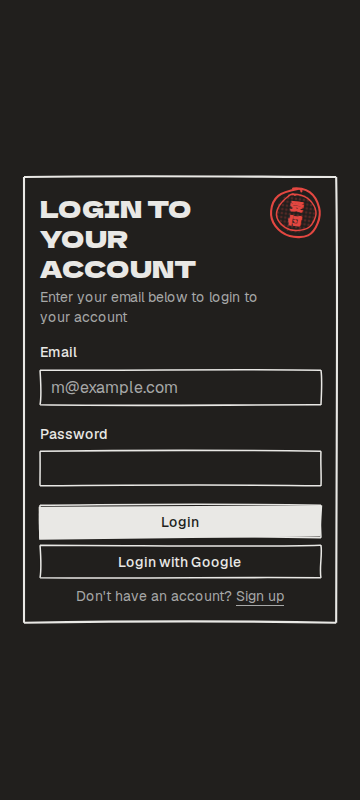 LOGIN TO
YOUR
ACCOUNT
Enter your email below to login to
your account
Email
m@example.com
Password
Login
Login with Google
Don't have an account? Sign up